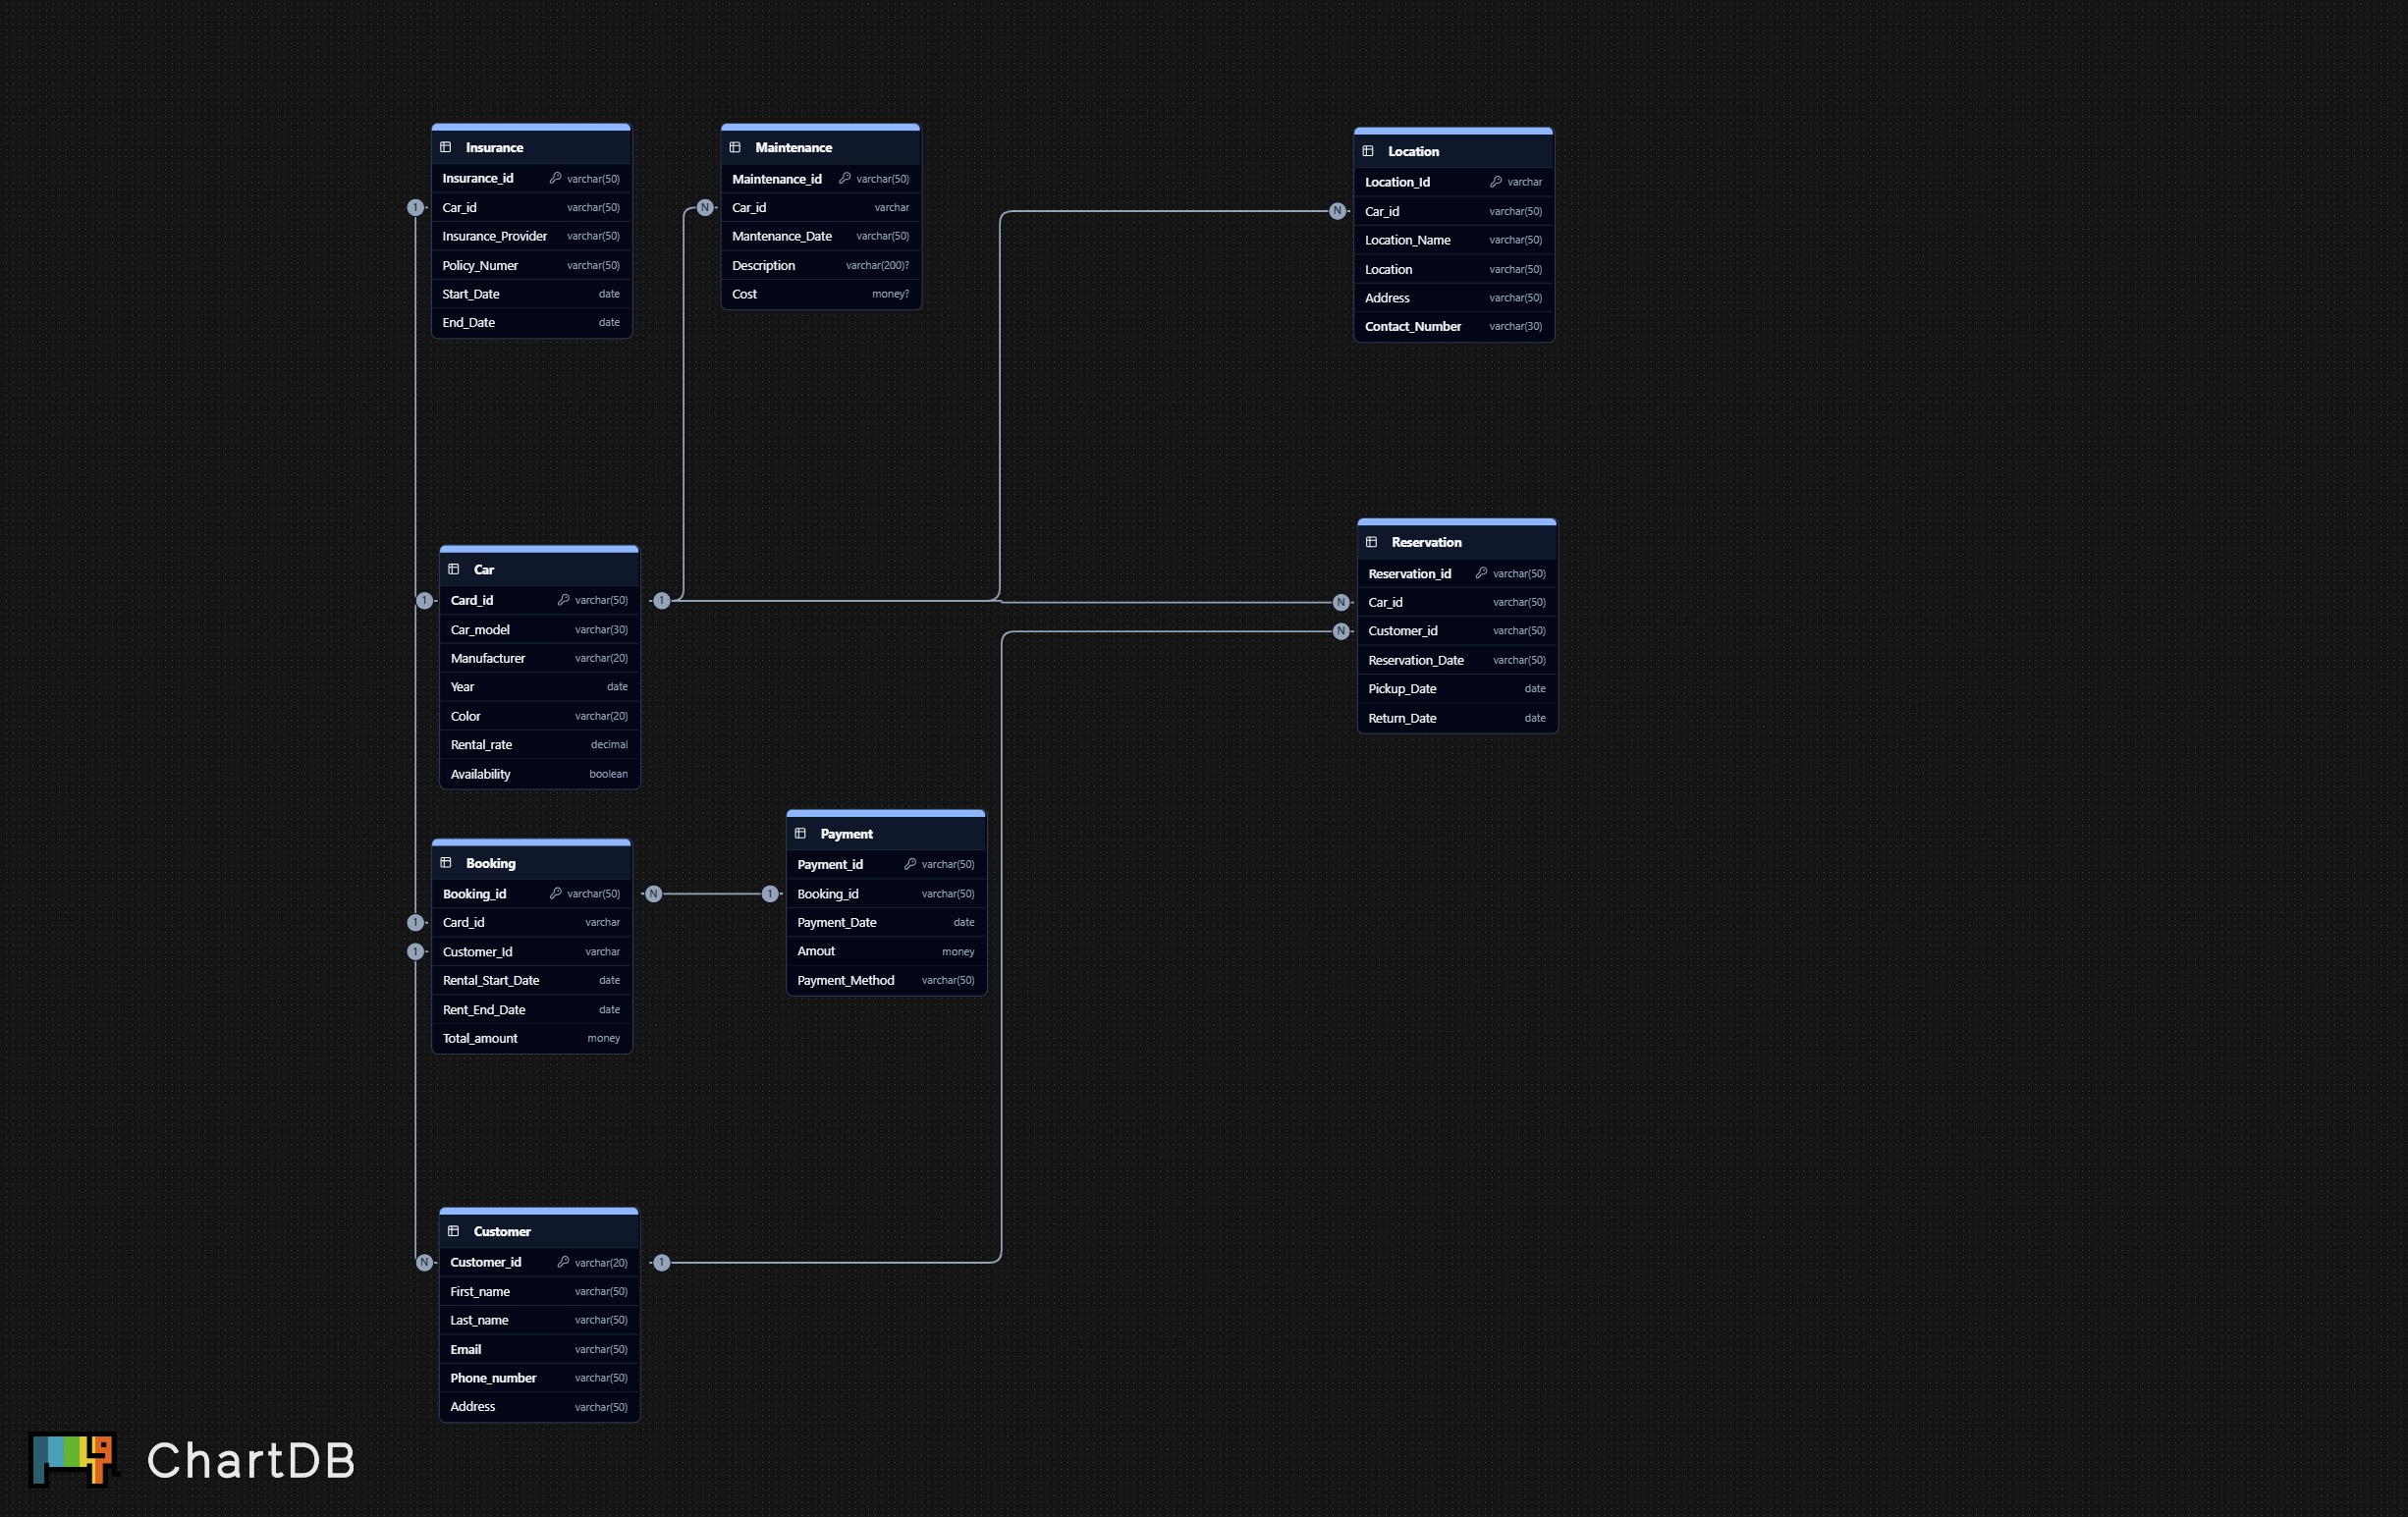 Insurance
Insurance_id varchar(50)
1 Car_id varchar(50)
Insurance_Provider varchar(50)
Policy_Numer varchar(50)
Start_Date date
End_Date date
Maintenance
Maintenance_id varchar(50)
N Car_id varchar
Mantenance_Date varchar(50)
Description varchar(200)?
Cost money?
Location
Location_Id varchar
N Car_id varchar(50)
Location_Name varchar(50)
Location varchar(50)
Address varchar(50)
Contact_Number varchar(30)
Car
1 Card_id varchar(50) 1
Car_model varchar(30)
Manufacturer varchar(20)
Year date
Color varchar(20)
Rental_rate decimal
Availability boolean
Reservation
Reservation_id varchar(50)
N Car_id varchar(50)
N Customer_id varchar(50)
Reservation_Date varchar(50)
Pickup_Date date
Return_Date date
Booking
Booking_id varchar(50) N
1 Card_id varchar
1 Customer_Id varchar
Rental_Start_Date date
Rent_End_Date date
Total_amount money
Payment
Payment_id varchar(50)
1 Booking_id varchar(50)
Payment_Date date
Amout money
Payment_Method varchar(50)
Customer
N Customer_id varchar(20) 1
First_name varchar(50)
Last_name varchar(50)
Email varchar(50)
Phone_number varchar(50)
Address varchar(50)
ChartDB